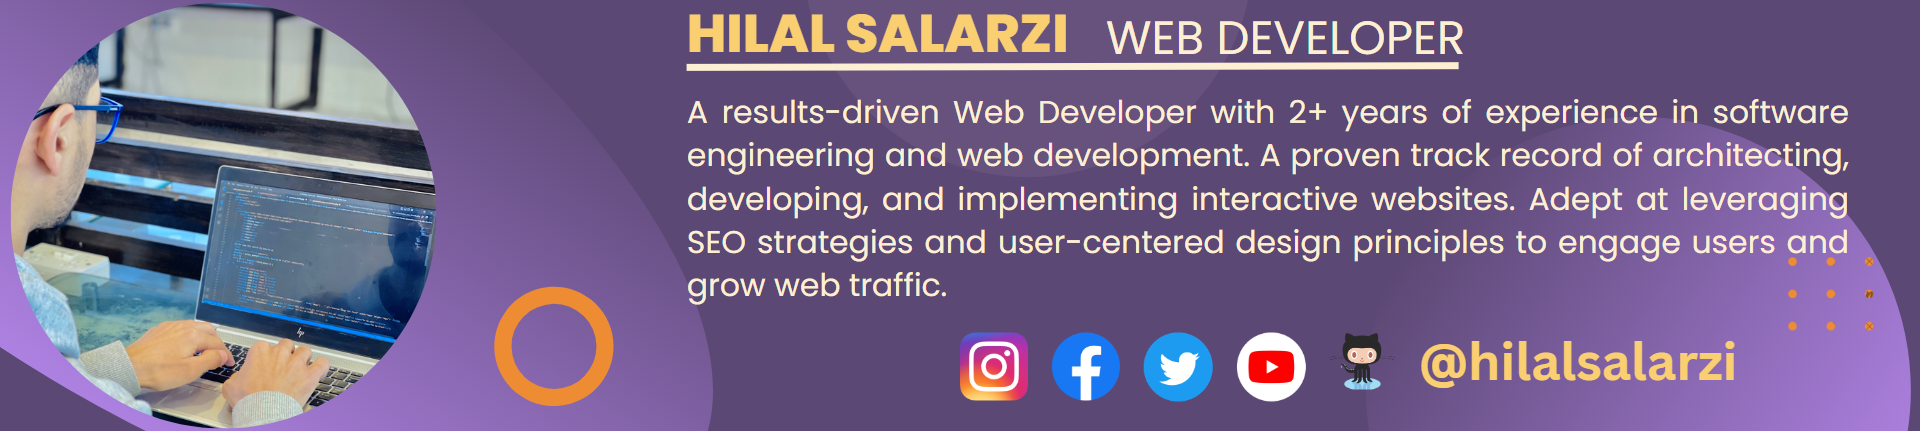 HILAL SALARZI WEB DEVELOPER
A results-driven Web Developer with 2+ years of experience in software
engineering and web development. A proven track record of architecting,
developing, and implementing interactive websites. Adept at leveraging
SEO strategies and user-centered design principles to engage users and
grow web traffic.
hp
@hilalsalarzi